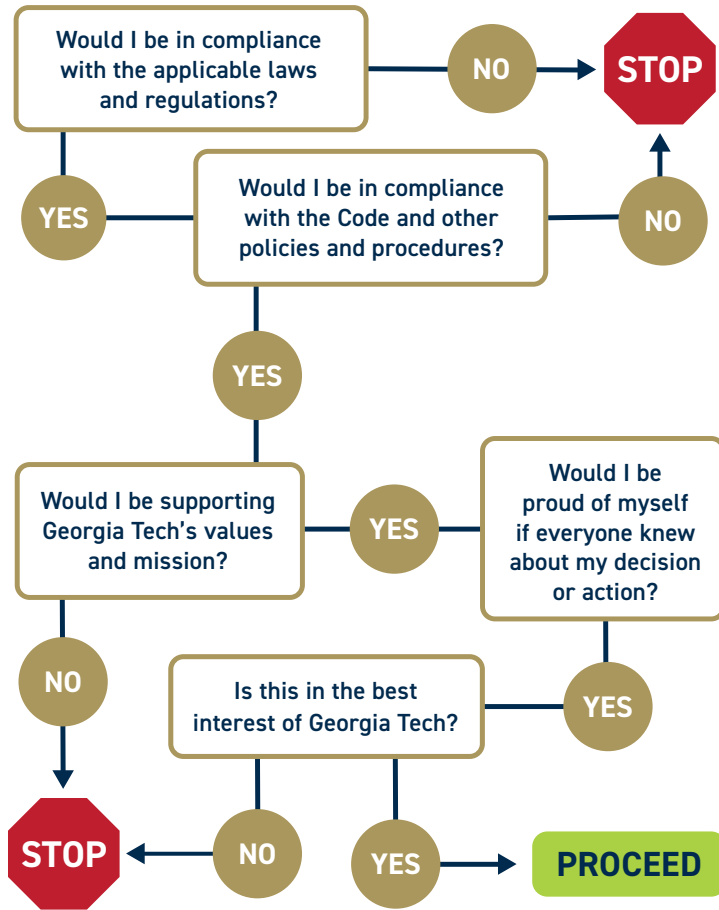 Would I be in compliance
with the applicable laws
and regulations?
NO
STOP
YES
Would I be in compliance
with the Code and other
policies and procedures?
NO
YES
Would I be supporting
Georgia Tech’s values
and mission?
YES
Would I be
proud of myself
if everyone knew
about my decision
or action?
NO
YES
Is this in the best
interest of Georgia Tech?
STOP
NO
YES
PROCEED